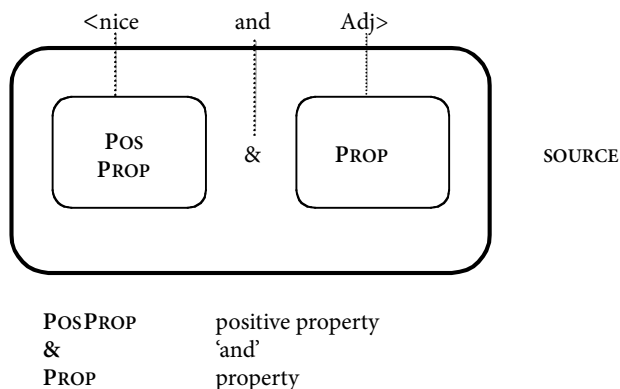 <nice and Adj>
POS
PROP
& PROP SOURCE
POSPROP positive property
& ‘and’
PROP property